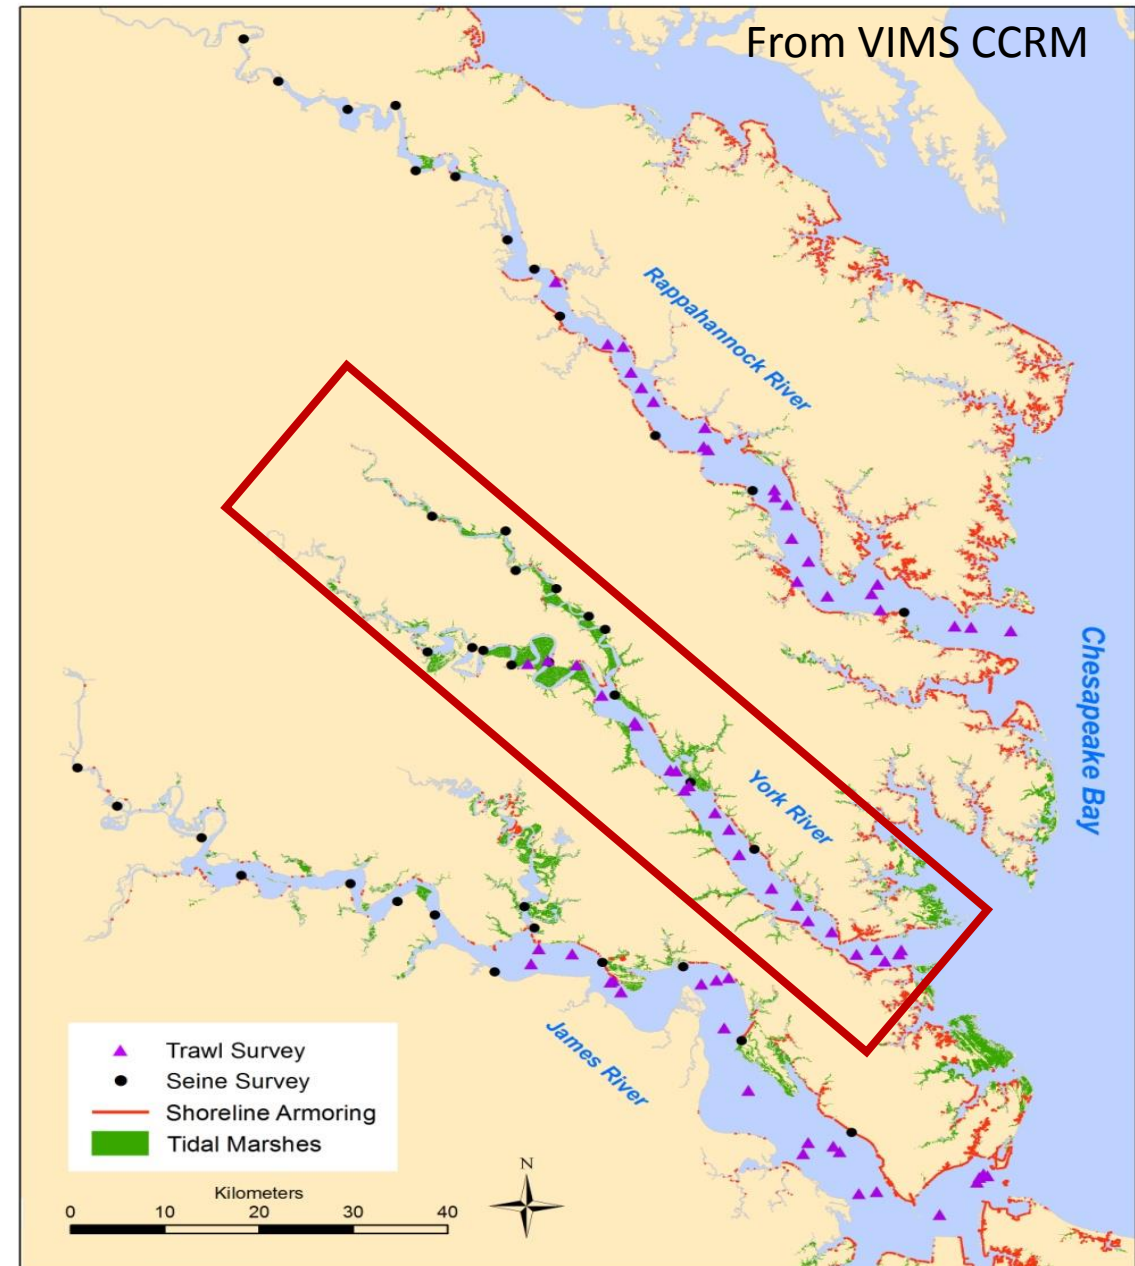 From VIMS CCRM
Rappahannock River
Chesapeake Bay
York River
James River
Trawl Survey
Seine Survey
Shoreline Armoring
Tidal Marshes
Kilometers
0 10 20 30 40
N